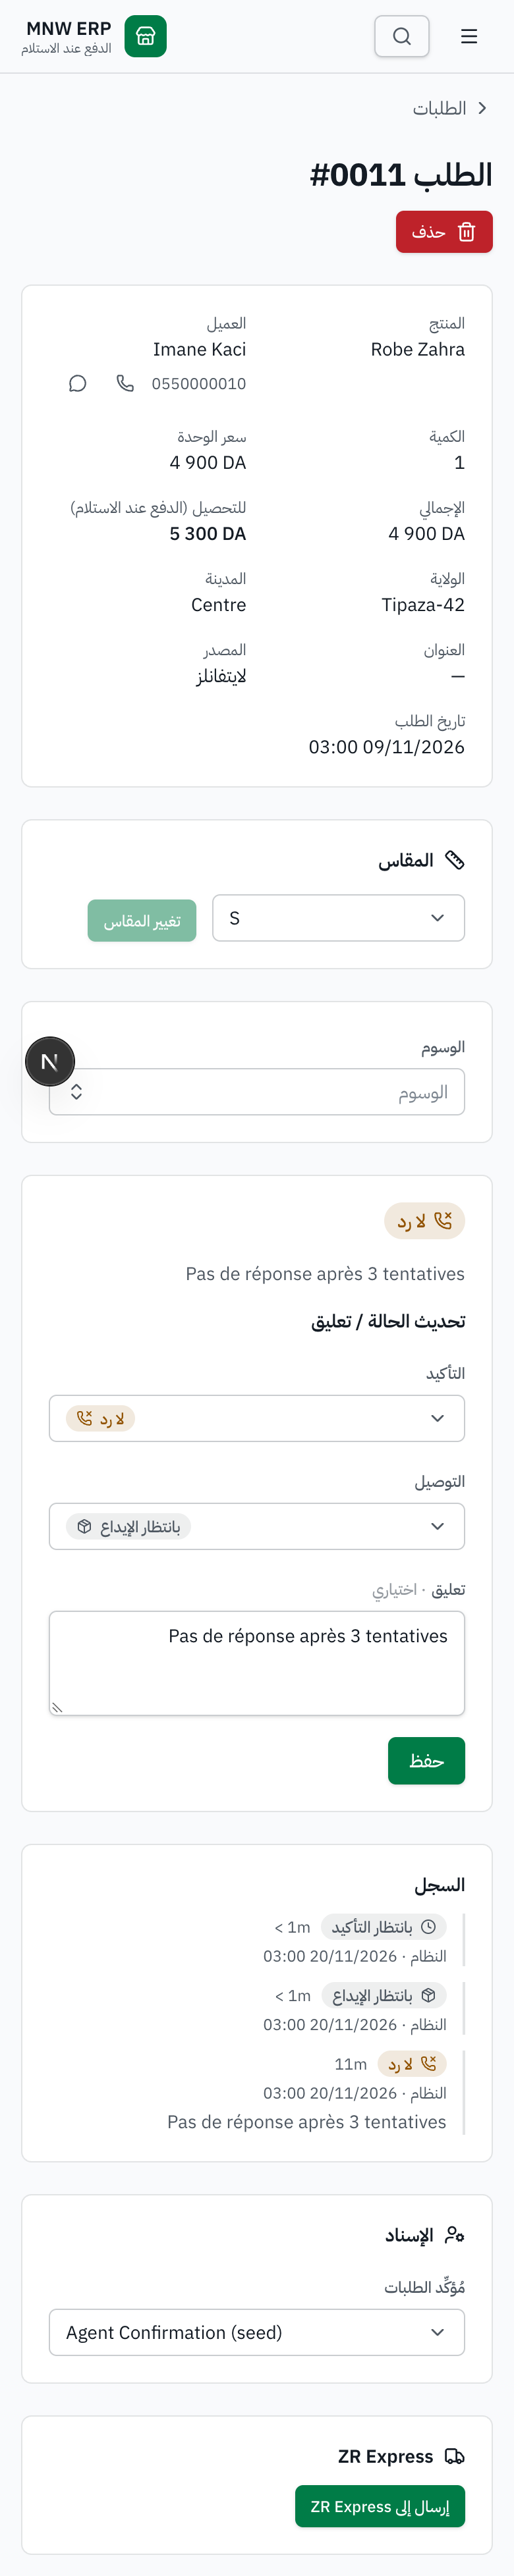 MNW ERP
الدفع عند الاستلام
الطلبات
الطلب 0011#
حذف
المنتج
Robe Zahra
العميل
Imane Kaci
0550000010
الكمية
1
سعر الوحدة
4 900 DA
الإجمالي
4 900 DA
للتحصيل (الدفع عند الاستلام)
5 300 DA
الولاية
Tipaza-42
المدينة
Centre
العنوان
—
المصدر
لايتفانلز
تاريخ الطلب
03:00 09/11/2026
المقاس
S
تغيير المقاس
الوسوم
الوسوم
N
لا رد
Pas de réponse après 3 tentatives
تحديث الحالة / تعليق
التأكيد
لا رد
التوصيل
بانتظار الإيداع
تعليق · اختياري
Pas de réponse après 3 tentatives
حفظ
السجل
بانتظار التأكيد < 1m
النظام · 20/11/2026 03:00
بانتظار الإيداع < 1m
النظام · 20/11/2026 03:00
لا رد 11m
النظام · 20/11/2026 03:00
Pas de réponse après 3 tentatives
الإسناد
مُؤكِّد الطلبات
Agent Confirmation (seed)
ZR Express
إرسال إلى ZR Express